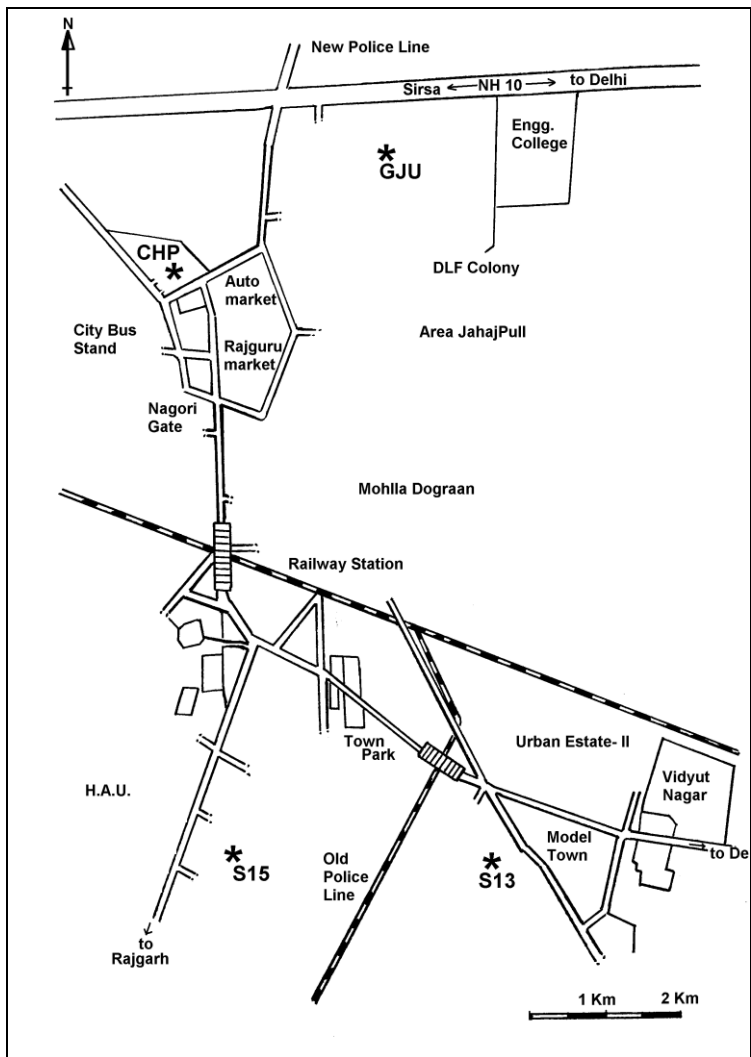 N
New Police Line
Sirsa ← NH 10 → to Delhi
Engg.
College
*
GJU
CHP
*
DLF Colony
Auto
market
City Bus
Stand
Area JahajPull
Rajguru
market
Nagori
Gate
Mohlla Dograan
Railway Station
Urban Estate- II
Town
Park
Vidyut
Nagar
H.A.U.
Model
Town
to De
*
S15
Old
Police
Line
*
S13
to
Rajgarh
1 Km 2 Km